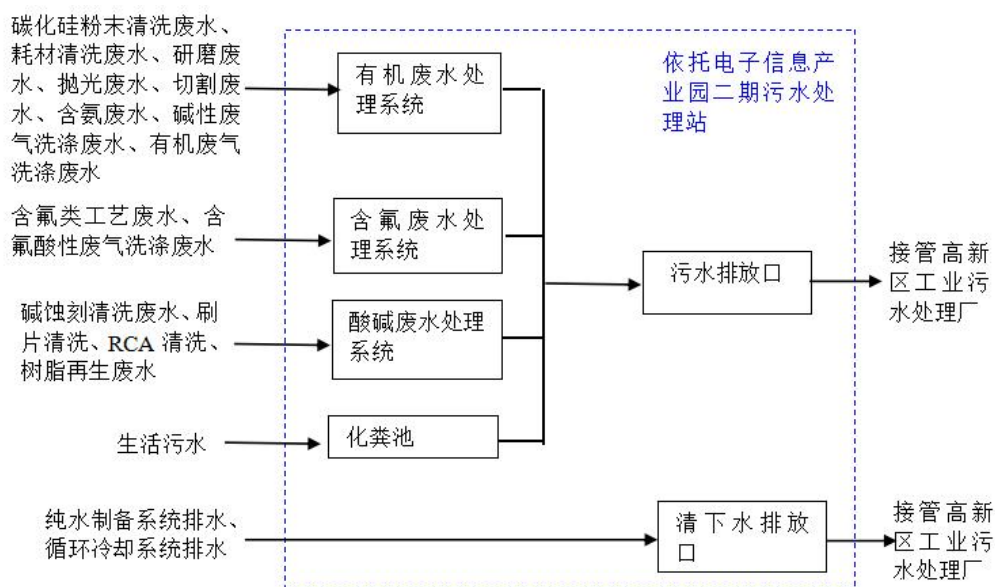 碳化硅粉末清洗废水、
耗材清洗废水、研磨废
水、抛光废水、切割废
水、含氨废水、碱性废
气洗涤废水、有机废气
洗涤废水
有机废水处
理系统
依托电子信息产
业园二期污水处
理站
含氟类工艺废水、含
氟酸性废气洗涤废水
含氟废水处
理系统
污水排放口
接管高新
区工业污
水处理厂
碱蚀刻清洗废水、刷
片清洗、RCA 清洗、
树脂再生废水
酸碱废水处理
系统
生活污水
化粪池
纯水制备系统排水、
循环冷却系统排水
清下水排放
口
接管高新
区工业污
水处理厂